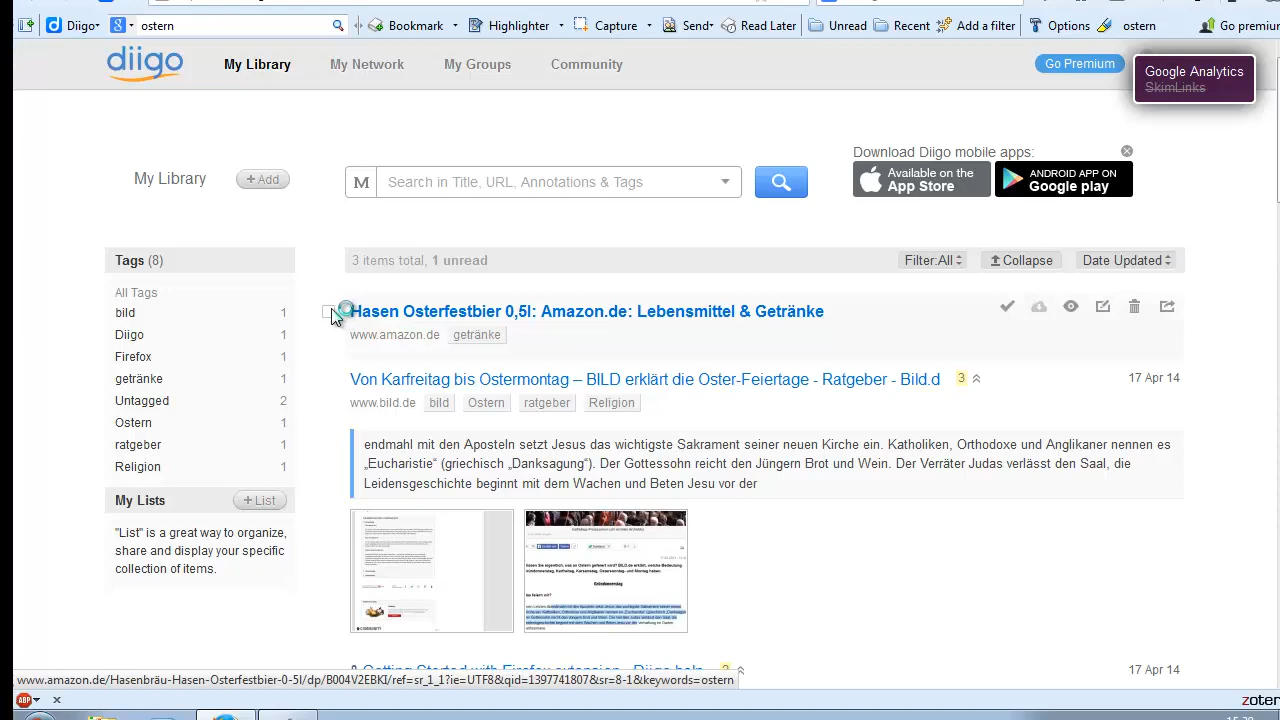 Diigo
ostern
Bookmark
Highlighter
Capture
Send
Read Later
Unread
Recent
Add a filter
Options
ostern
Go premiu
diigo
My Library
My Network
My Groups
Community
Go Premium
Google Analytics
SkimLinks
My Library
+ Add
M
Search in Title, URL, Annotations & Tags
Download Diigo mobile apps:
Available on the
App Store
ANDROID APP ON
Google play
Tags (8)
All Tags
bild 1
Diigo 1
Firefox 1
getränke 1
Untagged 2
Ostern 1
ratgeber 1
Religion 1
My Lists
+ List
"List" is a great way to organize,
share and display your specific
collection of items.
3 items total, 1 unread
Filter:All
Collapse
Date Updated
Hasen Osterfestbier 0,5l: Amazon.de: Lebensmittel & Getränke
www.amazon.de getränke
Von Karfreitag bis Ostermontag – BILD erklärt die Oster-Feiertage - Ratgeber - Bild.d 3
17 Apr 14
www.bild.de bild Ostern ratgeber Religion
endmahl mit den Aposteln setzt Jesus das wichtigste Sakrament seiner neuen Kirche ein. Katholiken, Orthodoxe und Anglikaner nennen es
„Eucharistie“ (griechisch „Danksagung“). Der Gottessohn reicht den Jüngern Brot und Wein. Der Verräter Judas verlässt den Saal, die
Leidensgeschichte beginnt mit dem Wachen und Beten Jesu vor der
Getting Started with Firefox extension - Diigo help
17 Apr 14
www.amazon.de/Hasenbräu-Hasen-Osterfestbier-0-5l/dp/B004V2EBKI/ref=sr_1_1?ie=UTF8&qid=1397741807&sr=8-1&keywords=ostern
ABP
zoter